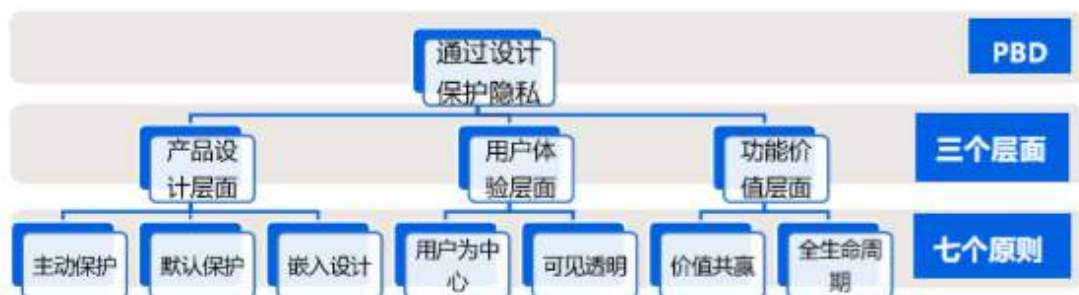 通过设计
保护隐私
PBD
产品设
计层面
用户体
验层面
功能价
值层面
三个层面
主动保护
默认保护
嵌入设计
用户为中
心
可见透明
价值共赢
全生命周
期
七个原则